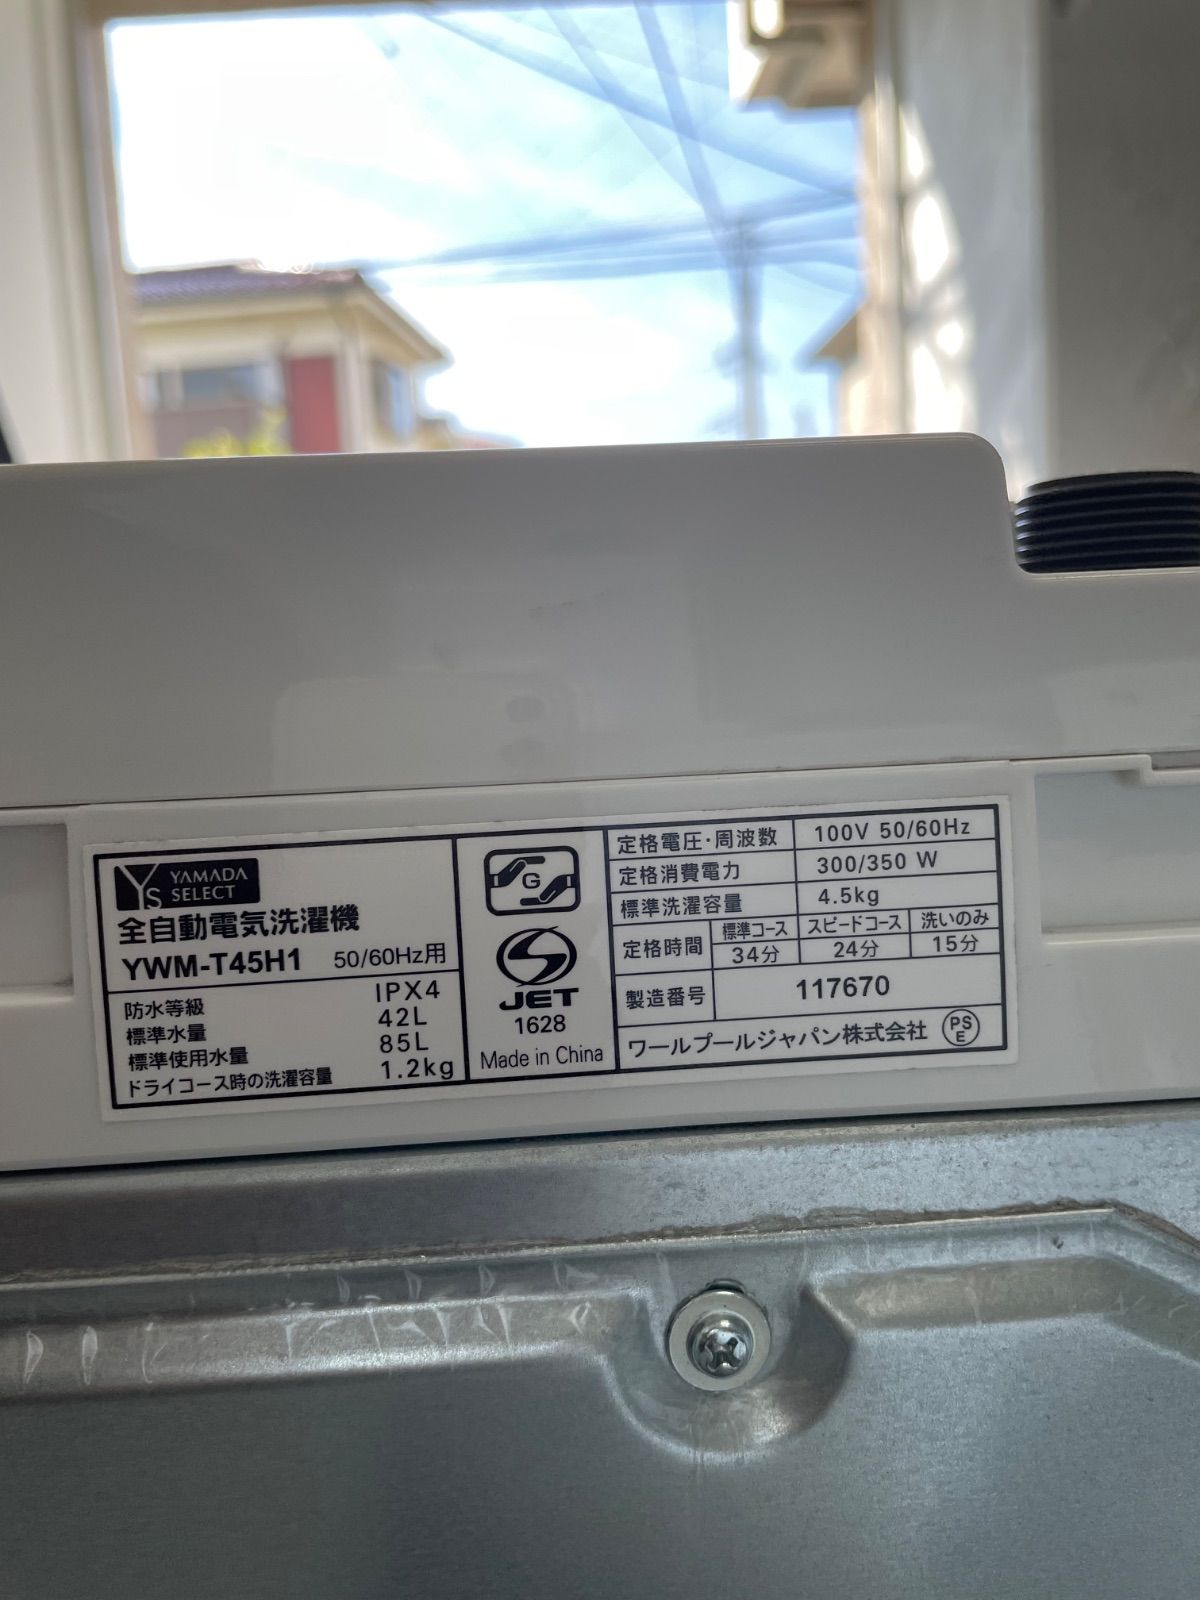 YS YAMADA SELECT
全自動電気洗濯機
YWM-T45H1 50/60Hz用
防水等級 IPX4
標準水量 42L
標準使用水量 85L
ドライコース時の洗濯容量 1.2kg
G
S
JET
1628
Made in China
定格電圧・周波数 100V 50/60Hz
定格消費電力 300/350 W
標準洗濯容量 4.5kg
定格時間 標準コース スピードコース 洗いのみ
34分 24分 15分
製造番号 117670
ワールプールジャパン株式会社 PSE